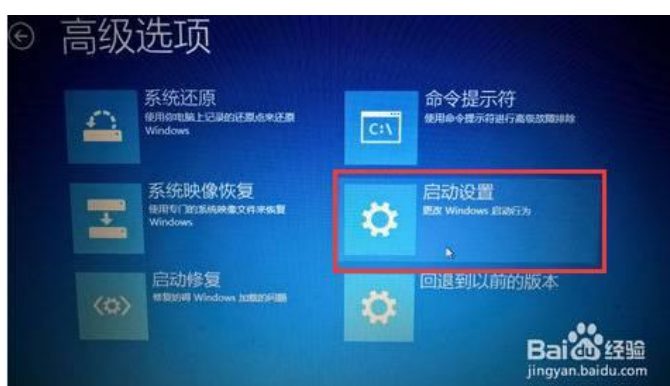 高级选项
系统还原
使用你电脑上记录的还原点来还原
Windows
命令提示符
使用命令提示符进行高级故障排除
C:\
系统映像恢复
使用专门的系统映像文件来恢复
Windows
启动设置
更改 Windows 启动行为
启动修复
修复妨碍 Windows 加载的问题
回退到以前的版本
Bai du 经验
jingyan.baidu.com